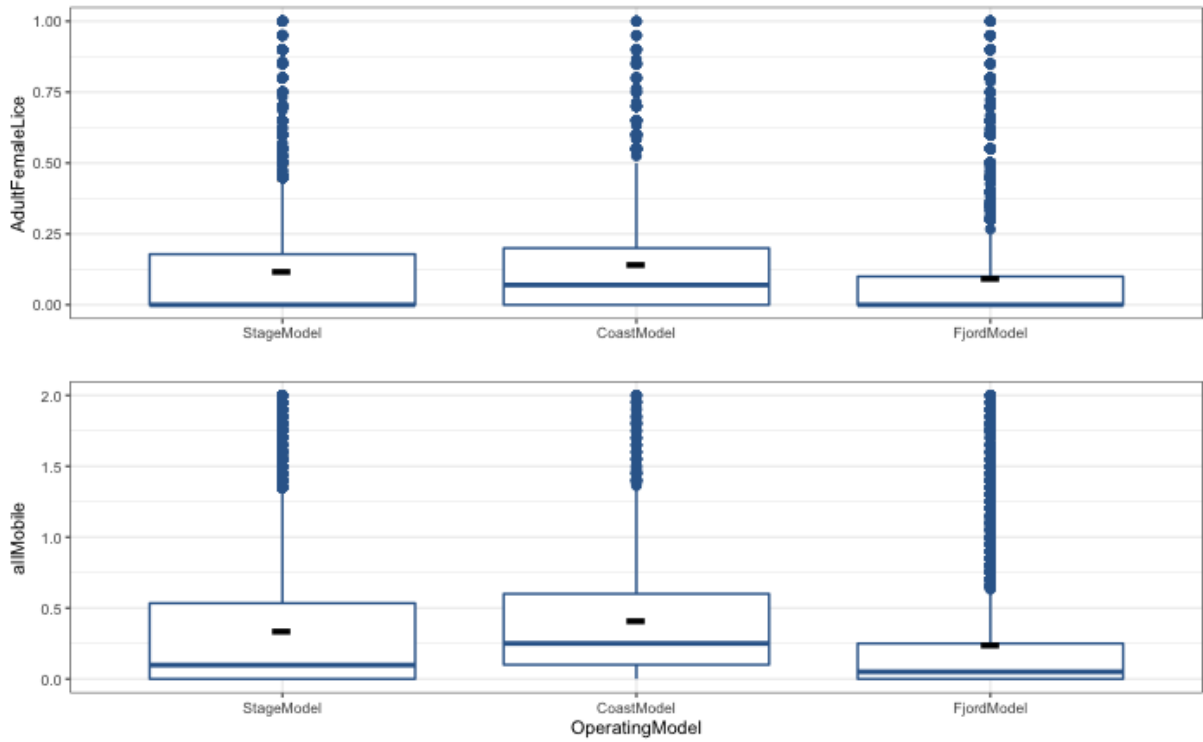 1.00
0.75
0.50
0.25
0.00
AdultFemaleLice
StageModel CoastModel FjordModel
2.0
1.5
1.0
0.5
0.0
allMobile
StageModel CoastModel FjordModel
OperatingModel